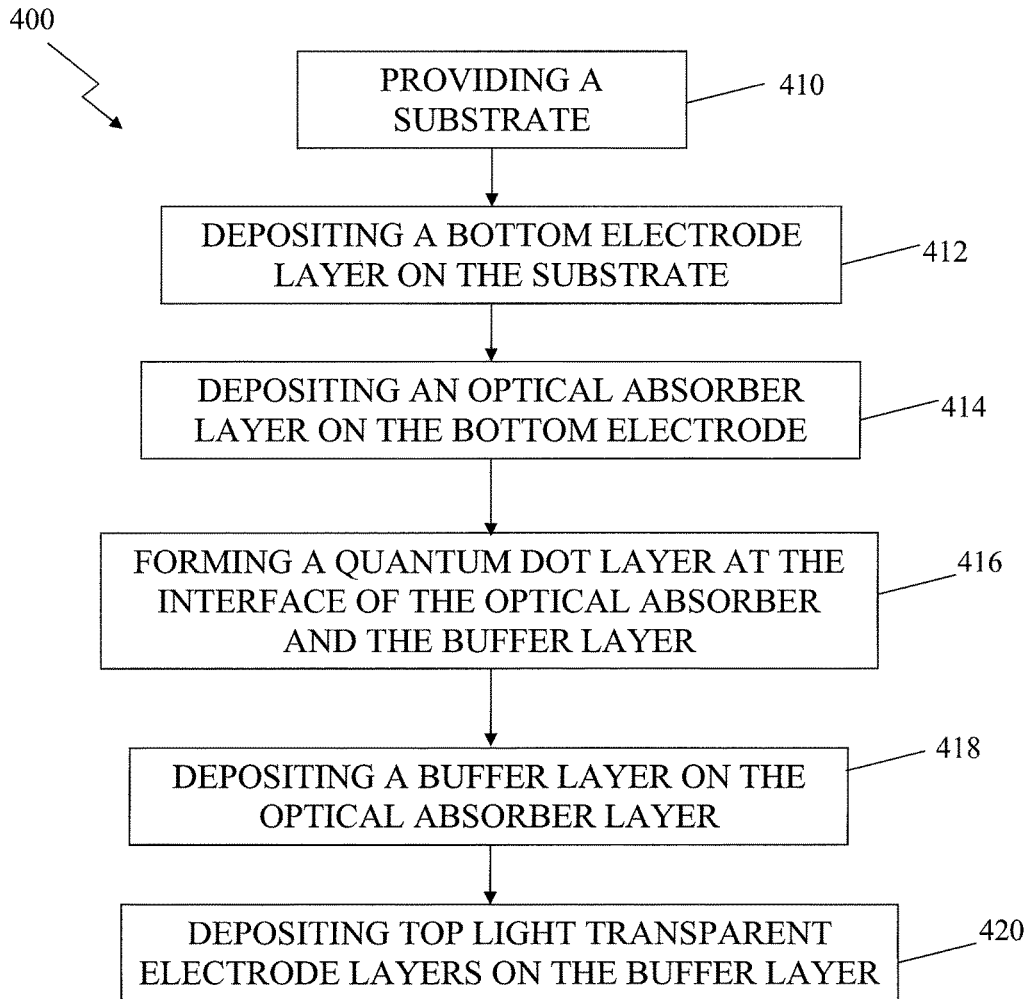 400
PROVIDING A
SUBSTRATE
410
DEPOSITING A BOTTOM ELECTRODE
LAYER ON THE SUBSTRATE
412
DEPOSITING AN OPTICAL ABSORBER
LAYER ON THE BOTTOM ELECTRODE
414
FORMING A QUANTUM DOT LAYER AT THE
INTERFACE OF THE OPTICAL ABSORBER
AND THE BUFFER LAYER
416
DEPOSITING A BUFFER LAYER ON THE
OPTICAL ABSORBER LAYER
418
DEPOSITING TOP LIGHT TRANSPARENT
ELECTRODE LAYERS ON THE BUFFER LAYER
420